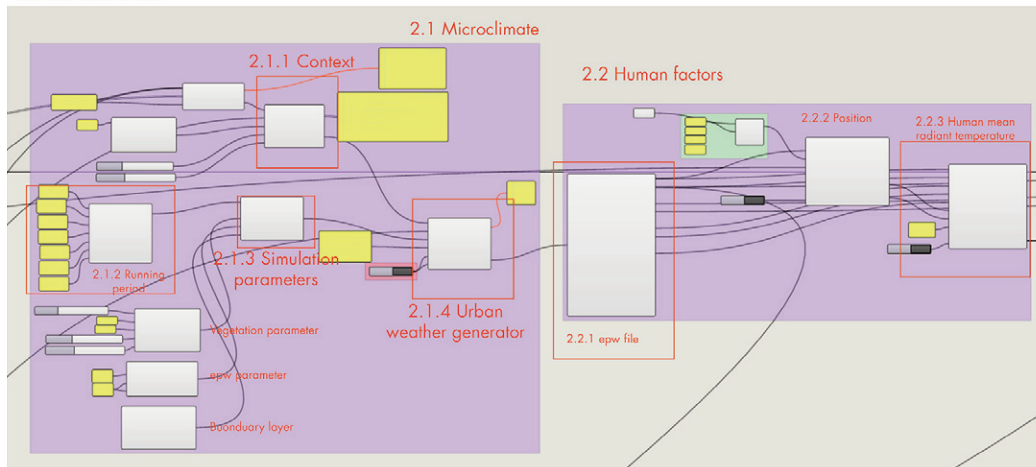 2.1 Microclimate
2.1.1 Context
2.2 Human factors
2.2.2 Position
2.2.3 Human mean
radiant temperature
2.1.2 Running
period
2.1.3 Simulation
parameters
2.1.4 Urban
weather generator
2.2.1 epw file
Vegetation parameter
epw parameter
Buonduary layer